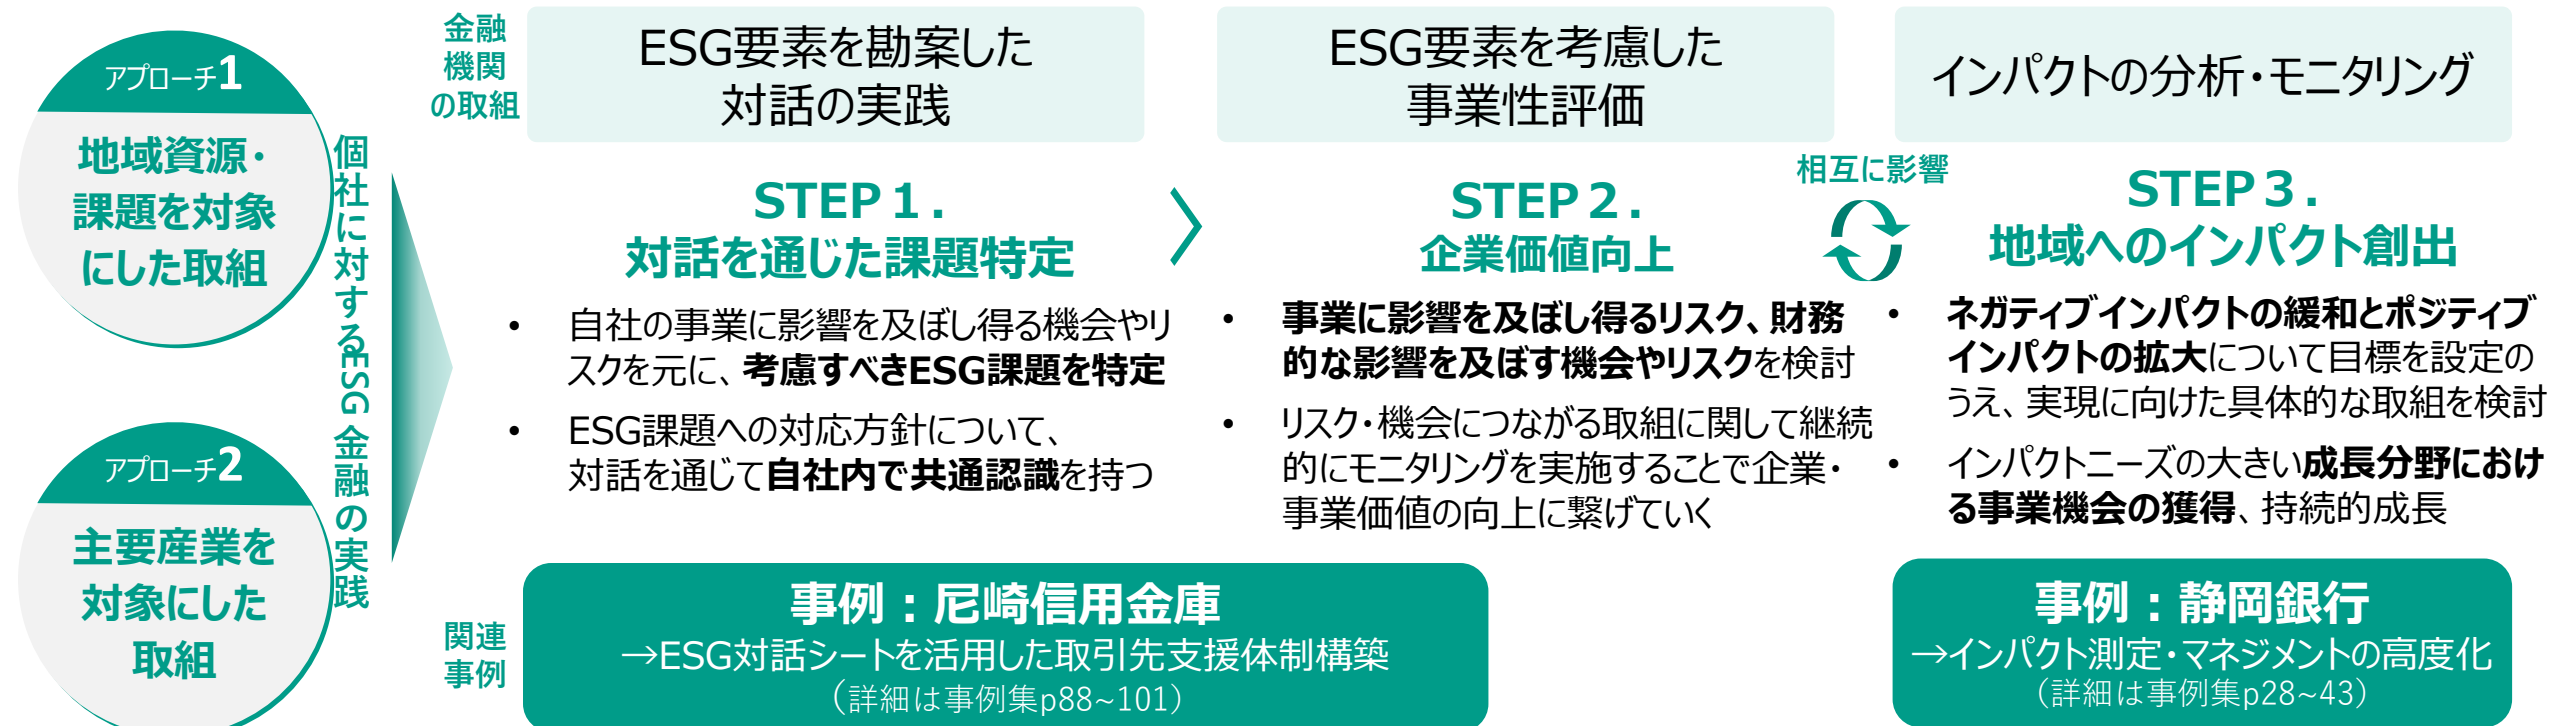 アプローチ1
地域資源・
課題を対象
にした取組
アプローチ2
主要産業を
対象にした
取組
個社に対するESG金融の実践
金融
機関
の取組
ESG要素を勘案した
対話の実践
ESG要素を考慮した
事業性評価
インパクトの分析・モニタリング
STEP1.
対話を通じた課題特定
• 自社の事業に影響を及ぼし得る機会やリ
スクを元に、考慮すべきESG課題を特定
• ESG課題への対応方針について、
対話を通じて自社内で共通認識を持つ
STEP2.
企業価値向上
• 事業に影響を及ぼし得るリスク、財務
的な影響を及ぼす機会やリスクを検討
• リスク・機会につながる取組に関して継続
的にモニタリングを実施することで企業・
事業価値の向上に繋げていく
相互に影響
STEP3.
地域へのインパクト創出
• ネガティブインパクトの緩和とポジティブ
インパクトの拡大について目標を設定の
うえ、実現に向けた具体的な取組を検討
• インパクトニーズの大きい成長分野におけ
る事業機会の獲得、持続的成長
関連
事例
事例:尼崎信用金庫
→ESG対話シートを活用した取引先支援体制構築
(詳細は事例集p88~101)
事例:静岡銀行
→インパクト測定・マネジメントの高度化
(詳細は事例集p28~43)